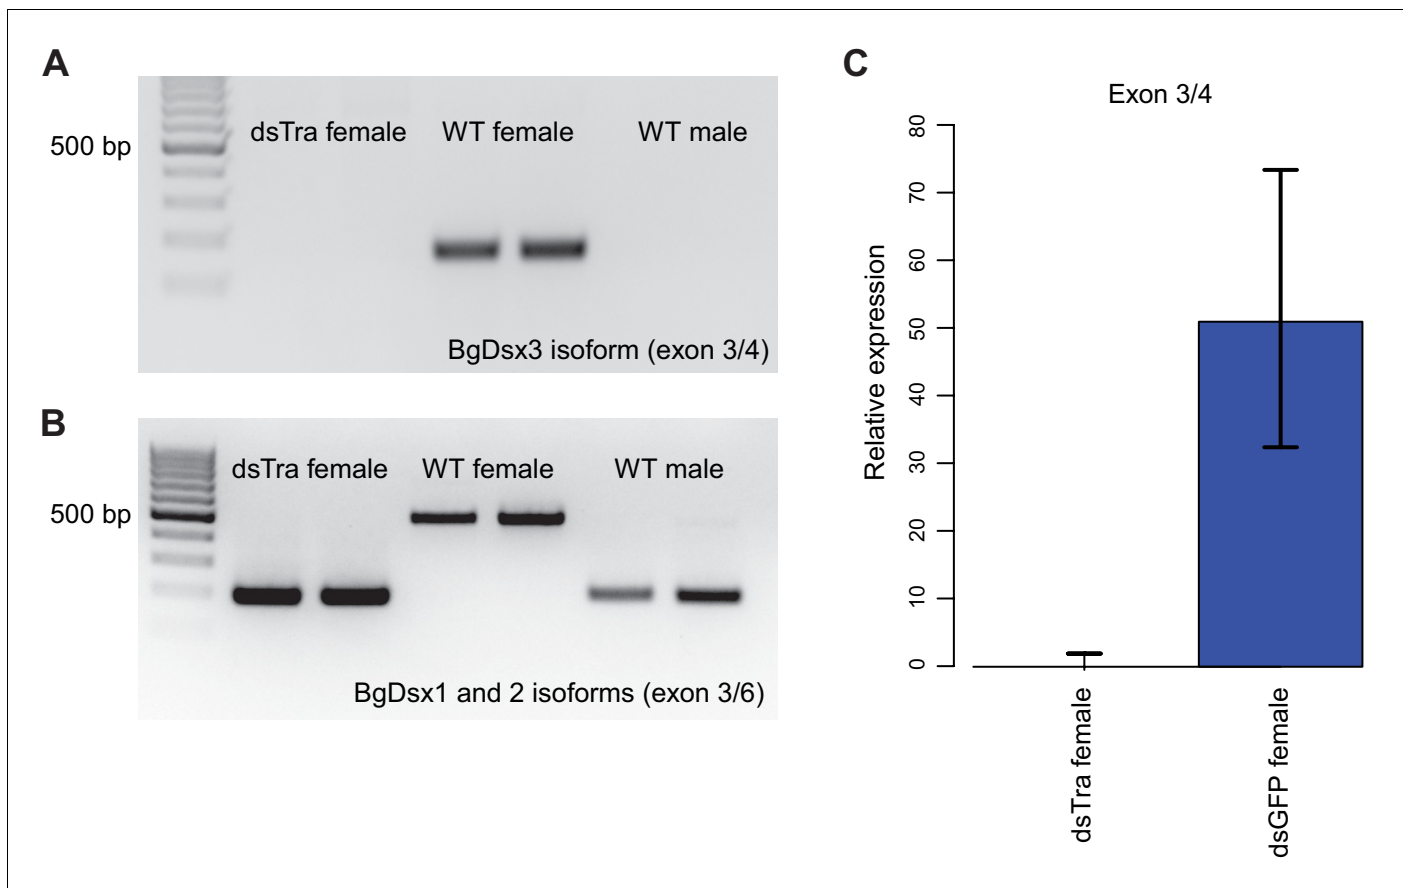 A
500 bp
dsTra female
WT female
WT male
BgDsx3 isoform (exon 3/4)
B
500 bp
dsTra female
WT female
WT male
BgDsx1 and 2 isoforms (exon 3/6)
C
Exon 3/4
Relative expression
80
70
60
50
40
30
20
10
0
dsTra female
dsGFP female